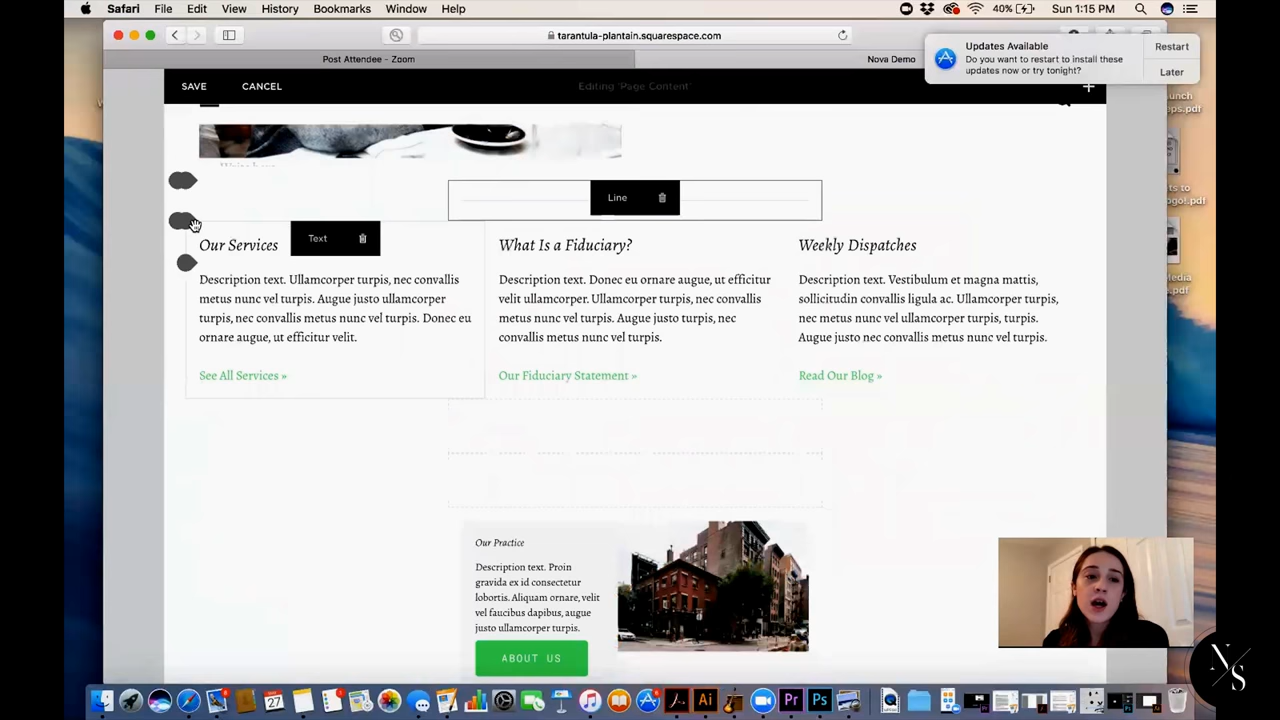 Safari File Edit View History Bookmarks Window Help
40% Sun 1:15 PM
tarantula-plantain.squarespace.com
Post Attendee - Zoom
Nova Demo
Updates Available
Do you want to restart to install these
updates now or try tonight?
Restart
Later
SAVE CANCEL
Editing 'Page Content'
Line
Text
Our Services
Description text. Ullamcorper turpis, nec convallis
metus nunc vel turpis. Augue justo ullamcorper
turpis, nec convallis metus nunc vel turpis. Donec eu
ornare augue, ut efficitur velit.
See All Services »
What Is a Fiduciary?
Description text. Donec eu ornare augue, ut efficitur
velit ullamcorper. Ullamcorper turpis, nec convallis
metus nunc vel turpis. Augue justo turpis, nec
convallis metus nunc vel turpis.
Our Fiduciary Statement »
Weekly Dispatches
Description text. Vestibulum et magna mattis,
sollicitudin convallis ligula ac. Ullamcorper turpis,
metus nunc vel ullamcorper turpis, turpis.
Augue justo nec convallis metus nunc vel turpis.
Read Our Blog »
Our Practice
Description text. Proin
gravida ex id consectetur
lobortis. Aliquam ornare, velit
vel faucibus dapibus, augue
justo ullamcorper turpis.
ABOUT US
N S
27
Ai
Pr
Ps